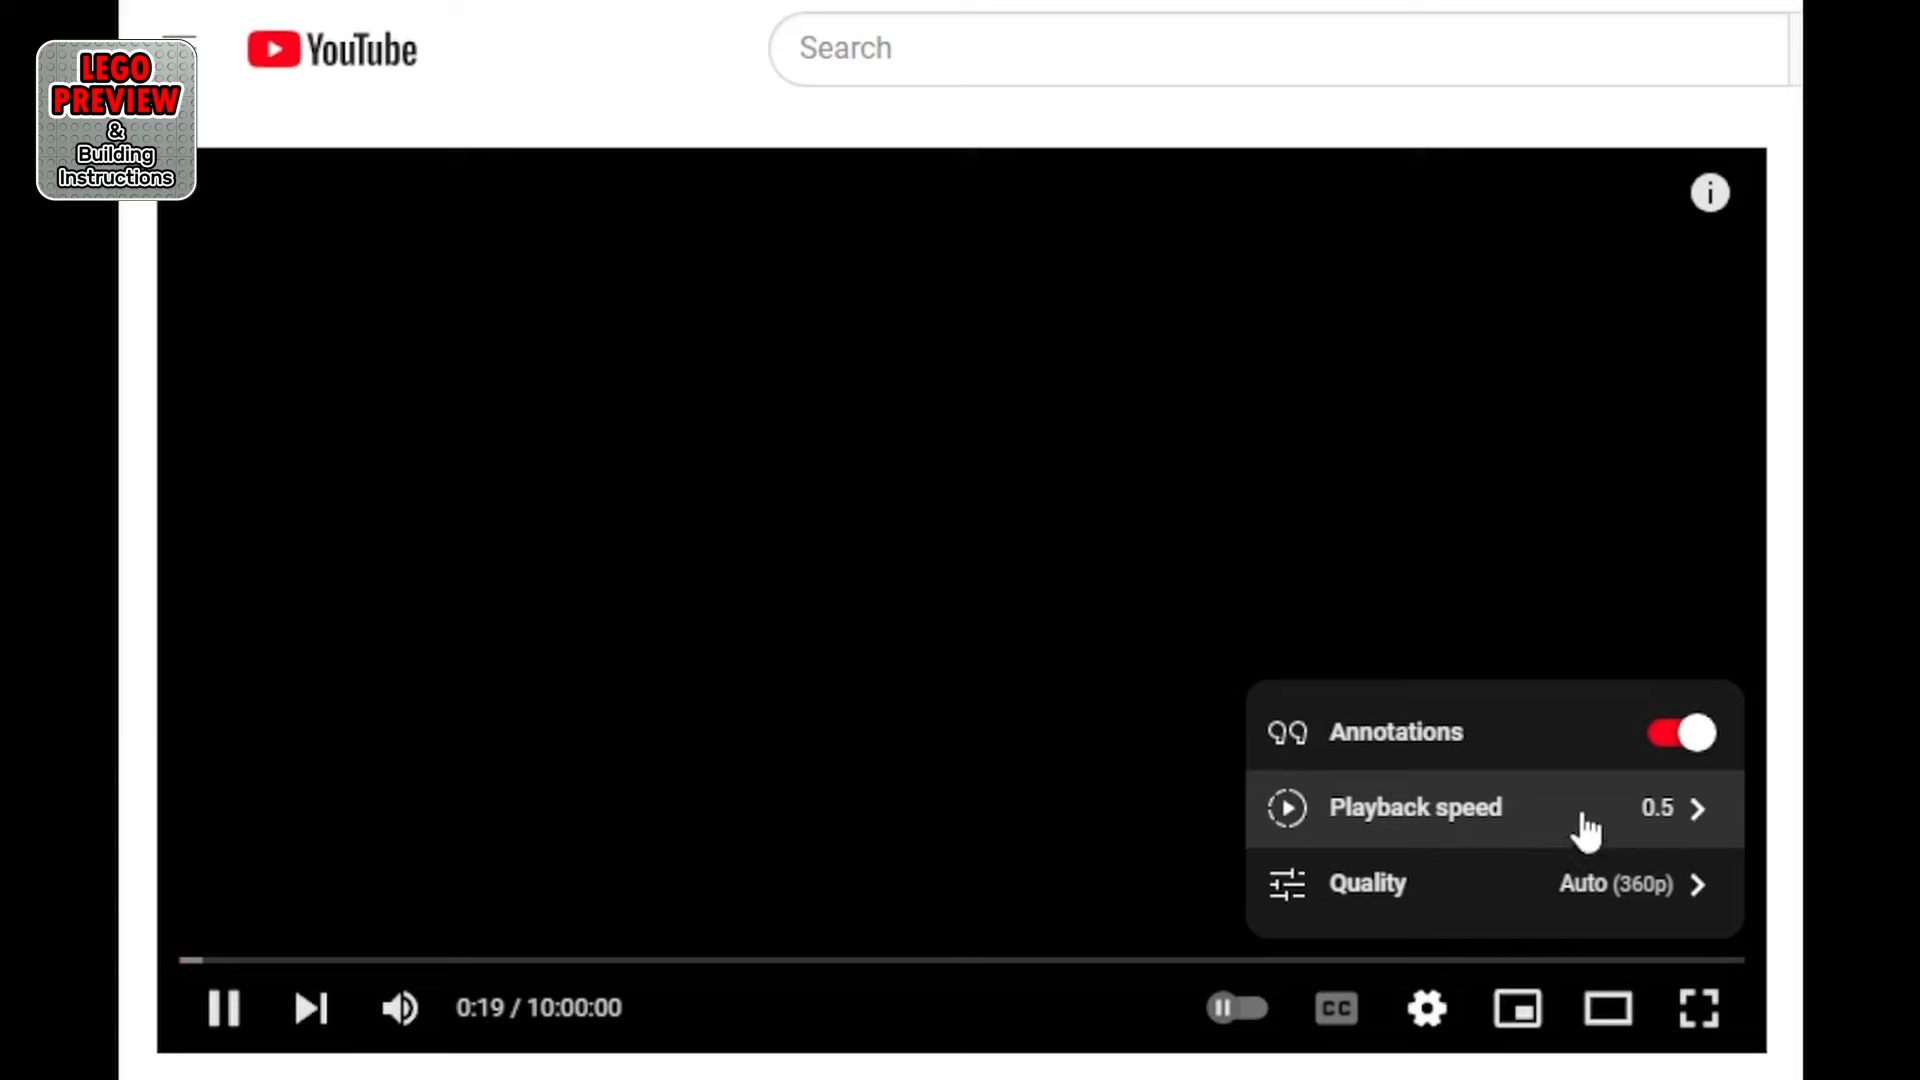 LEGO
PREVIEW
&
Building
Instructions
YouTube
Search
i
Annotations
Playback speed 0.5
Quality Auto (360p)
0:19 / 10:00:00
CC